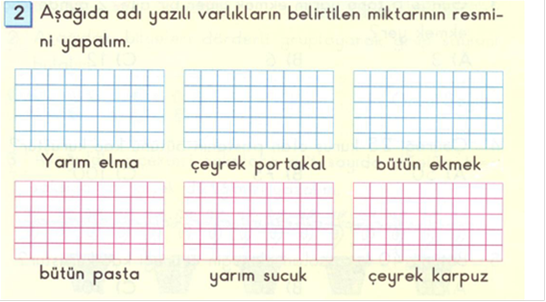 2 Aşağıda adı yazılı varlıkların belirtilen miktarının resmi-
ni yapalım.
Yarım elma çeyrek portakal bütün ekmek
bütün pasta yarım sucuk çeyrek karpuz